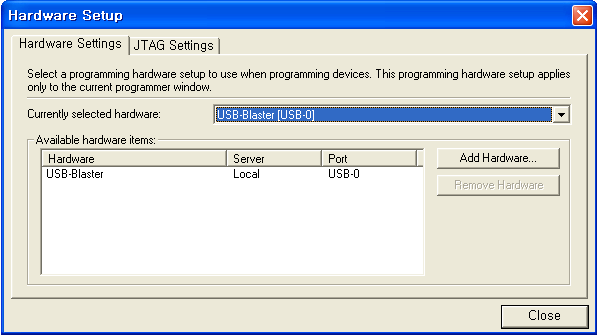 Hardware Setup
Hardware Settings JTAG Settings
Select a programming hardware setup to use when programming devices. This programming hardware setup applies
only to the current programmer window.
Currently selected hardware: USB-Blaster [USB-0]
Available hardware items:
Hardware Server Port
USB-Blaster Local USB-0
Add Hardware...
Remove Hardware
Close